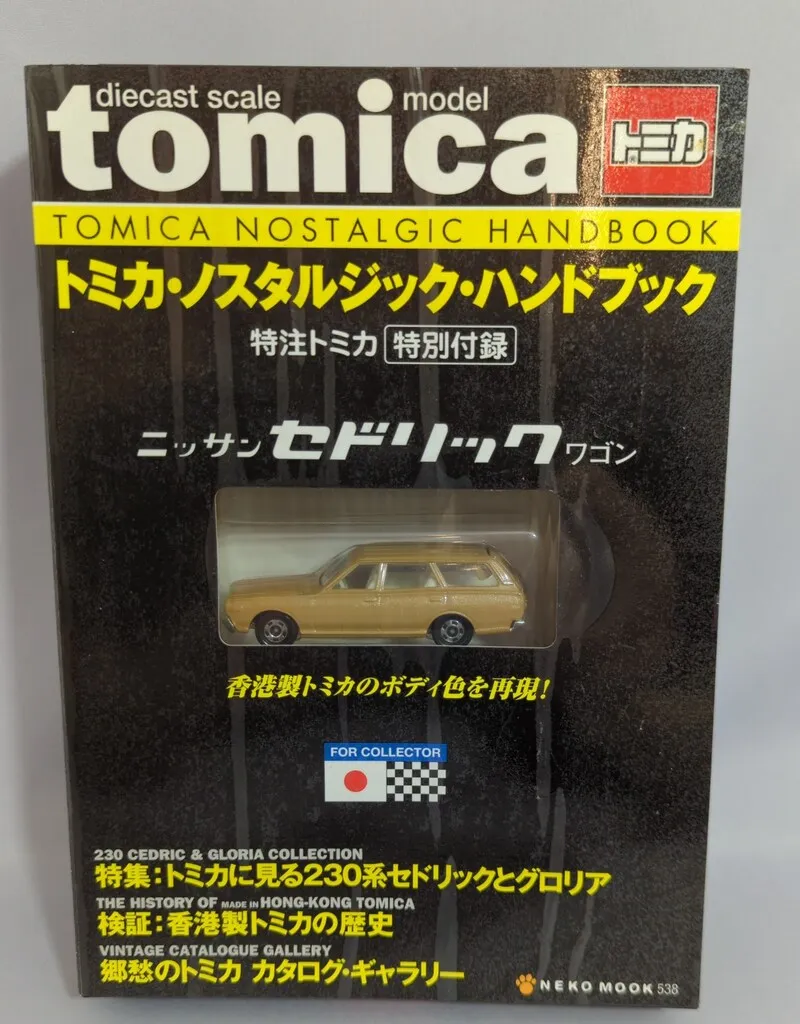 diecast scale model
tomica
トミカ
TOMICA NOSTALGIC HANDBOOK
トミカ・ノスタルジック・ハンドブック
特注トミカ 特別付録
ニッサン セドリック ワゴン
香港製トミカのボディ色を再現!
FOR COLLECTOR
230 CEDRIC & GLORIA COLLECTION
特集:トミカに見る230系セドリックとグロリア
THE HISTORY OF MADE IN HONG-KONG TOMICA
検証:香港製トミカの歴史
VINTAGE CATALOGUE GALLERY
郷愁のトミカ カタログ・ギャラリー
NEKO MOOK 538